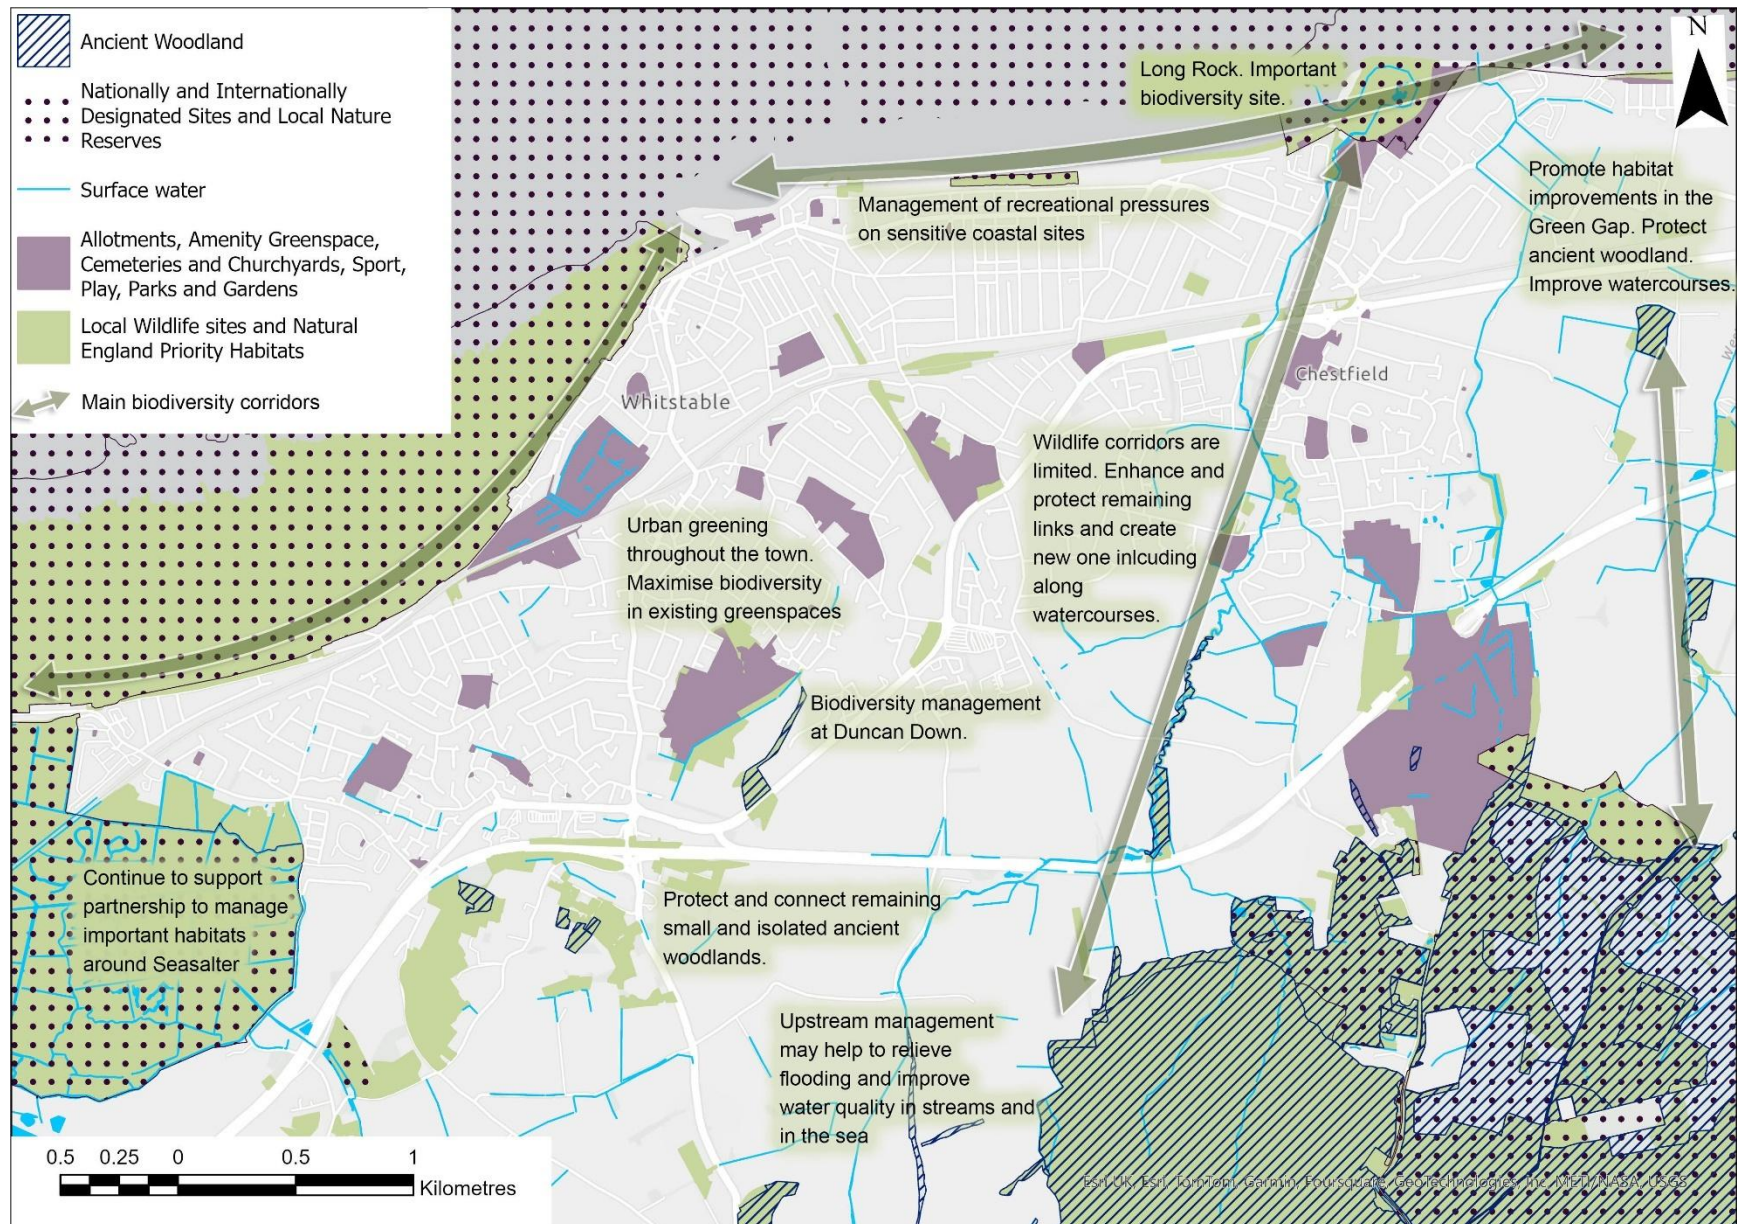 Ancient Woodland
Nationally and Internationally
Designated Sites and Local Nature
Reserves
Surface water
Allotments, Amenity Greenspace,
Cemeteries and Churchyards, Sport,
Play, Parks and Gardens
Local Wildlife sites and Natural
England Priority Habitats
Main biodiversity corridors
N
Long Rock. Important
biodiversity site.
Management of recreational pressures
on sensitive coastal sites
Promote habitat
improvements in the
Green Gap. Protect
ancient woodland.
Improve watercourses.
Whitstable
Chestfield
Wildlife corridors are
limited. Enhance and
protect remaining
links and create
new one inlcuding
along
watercourses.
Urban greening
throughout the town.
Maximise biodiversity
in existing greenspaces
Biodiversity management
at Duncan Down.
Continue to support
partnership to manage
important habitats
around Seasalter
Protect and connect remaining
small and isolated ancient
woodlands.
Upstream management
may help to relieve
flooding and improve
water quality in streams and
in the sea
0.5 0.25 0 0.5 1
Kilometres
Esri UK, Esri, TomTom, Garmin, Foursquare, GeoTechnologies, Inc, METI/NASA, USGS